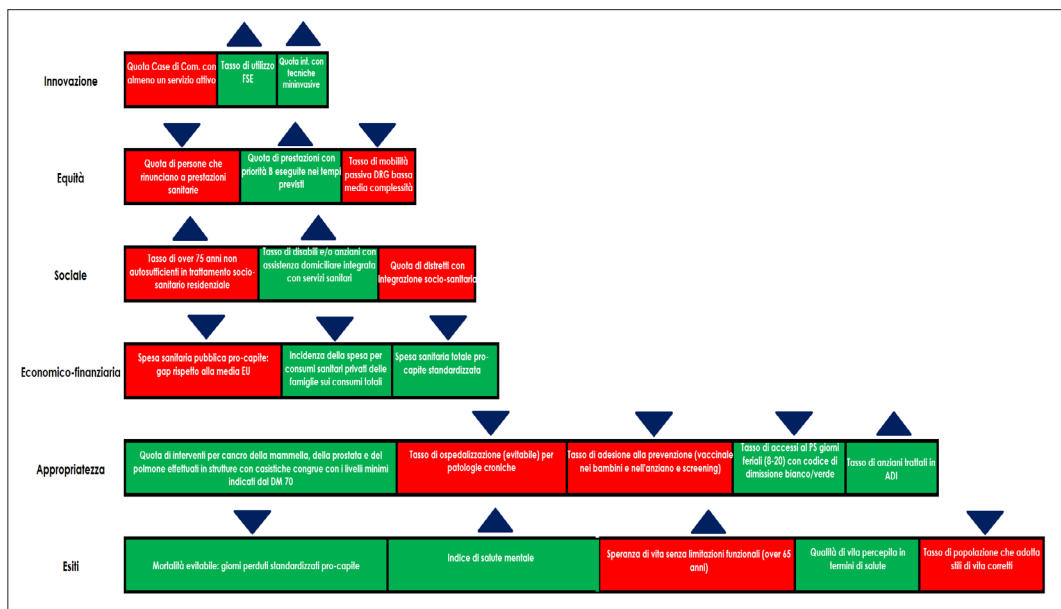 Innovazione
Quota Case di Com. con
almeno un servizio attivo
Tasso di utilizzo
FSE
Quota int. con
tecniche
mininvasive
Equità
Quota di persone che
rinunciano a prestazioni
sanitarie
Quota di prestazioni con
priorità B eseguite nei tempi
previsti
Tasso di mobilità
passiva DRG bassa
media complessità
Sociale
Tasso di over 75 anni non
autosufficienti in trattamento socio-
sanitario residenziale
Tasso di disabili e/o anziani con
assistenza domiciliare integrata
con servizi sanitari
Quota di distretti con
Integrazione socio-sanitaria
Economico-finanziaria
Spesa sanitaria pubblica pro-capite:
gap rispetto alla media EU
Incidenza della spesa per
consumi sanitari privati delle
famiglie sui consumi totali
Spesa sanitaria totale pro-
capite standardizzata
Appropriatezza
Quota di interventi per cancro della mammella, della prostata e del
polmone effettuati in strutture con casistiche congrue con i livelli minimi
indicati dal DM 70
Tasso di ospedalizzazione (evitabile) per
patologie croniche
Tasso di adesione alla prevenzione (vaccinale
nei bambini e nell'anziano e screening)
Tasso di accessi al PS giorni
feriali (8-20) con codice di
dimissione bianco/verde
Tasso di anziani trattati in
ADI
Esiti
Mortalità evitabile: giorni perduti standardizzati pro-capite
Indice di salute mentale
Speranza di vita senza limitazioni funzionali (over 65
anni)
Qualità di vita percepita in
termini di salute
Tasso di popolazione che adotta
stili di vita corretti